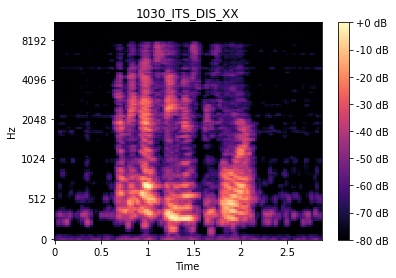 1030_ITS_DIS_XX
+0 dB
8192
-10 dB
4096
-20 dB
-30 dB
2048
Hz
-40 dB
1024
-50 dB
512
-60 dB
-70 dB
0
-80 dB
0 0.5 1 1.5 2 2.5
Time